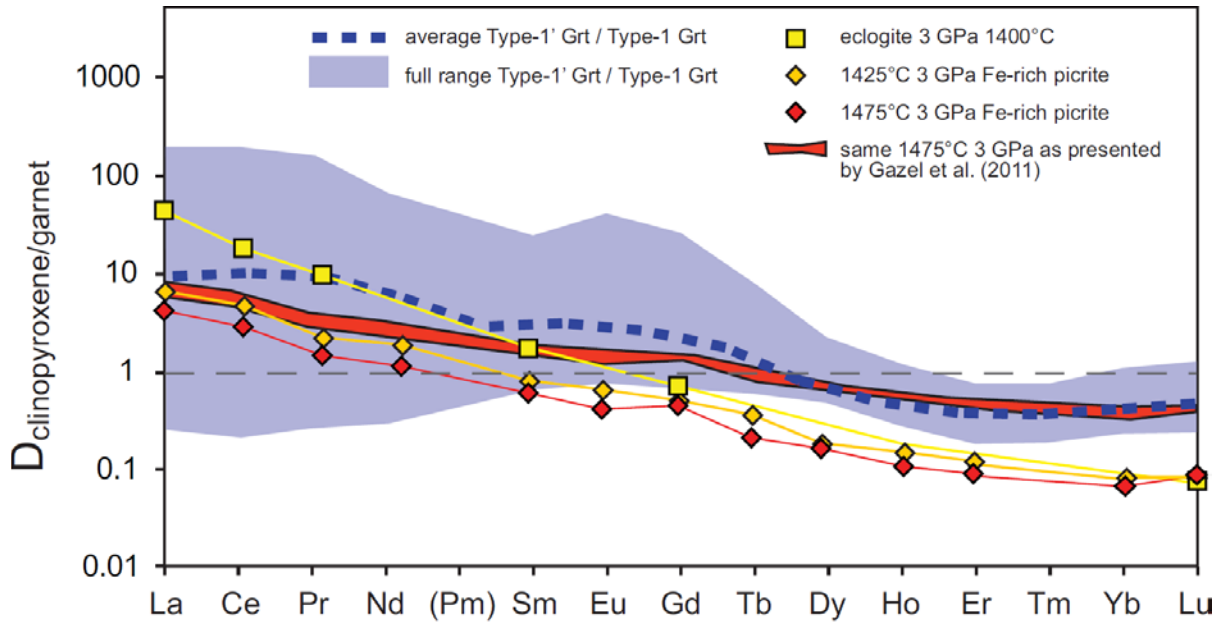 average Type-1’ Grt / Type-1 Grt
full range Type-1’ Grt / Type-1 Grt
eclogite 3 GPa 1400°C
1425°C 3 GPa Fe-rich picrite
1475°C 3 GPa Fe-rich picrite
same 1475°C 3 GPa as presented
by Gazel et al. (2011)
Dclinopyroxene/garnet
1000
100
10
1
0.1
0.01
La Ce Pr Nd (Pm) Sm Eu Gd Tb Dy Ho Er Tm Yb Lu